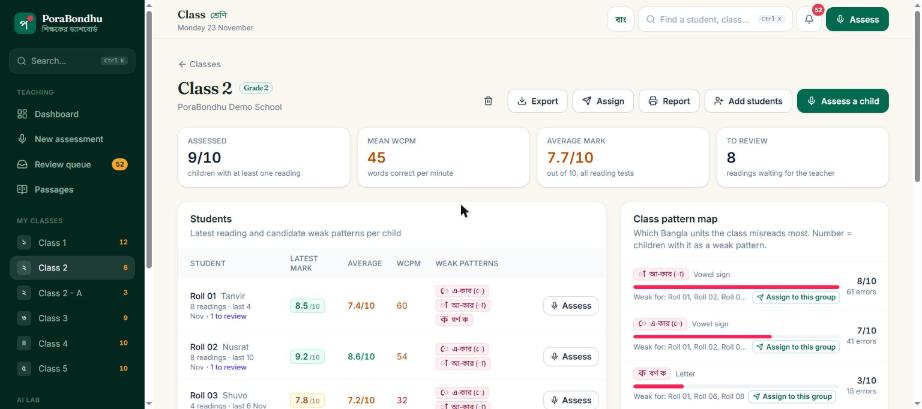 PoraBondhu
শিক্ষকের ড্যাশবোর্ড
Search...
Ctrl K
TEACHING
Dashboard
New assessment
Review queue 52
Passages
MY CLASSES
Class 1 12
Class 2 8
Class 2 - A 3
Class 3 9
Class 4 10
Class 5 10
AI LAB
Class শ্রেণি
Monday 23 November
বাং
Find a student, class... Ctrl K
52
Assess
← Classes
Class 2 Grade 2
PoraBondhu Demo School
Export
Assign
Report
Add students
Assess a child
ASSESSED
9/10
children with at least one reading
MEAN WCPM
45
words correct per minute
AVERAGE MARK
7.7/10
out of 10, all reading tests
TO REVIEW
8
readings waiting for the teacher
Students
Latest reading and candidate weak patterns per child
STUDENT LATEST MARK AVERAGE WCPM WEAK PATTERNS
Roll 01 Tanvir
8 readings · last 4 Nov · 1 to review
8.5 /10 7.4/10 60
ে এ-কার (ে)
া আ-কার (া)
ক বর্ণ ক
Assess
Roll 02 Nusrat
8 readings · last 10 Nov · 1 to review
9.2 /10 8.6/10 54
ে এ-কার (ে)
া আ-কার (া)
Assess
Roll 03 Shuvo
4 readings · last 6 Nov
7.8 /10 7.2/10 32
ে এ-কার (ে)
া আ-কার (া)
Assess
Class pattern map
Which Bangla units the class misreads most. Number =
children with it as a weak pattern.
া আ-কার (া) Vowel sign
8/10
61 errors
Weak for: Roll 01, Roll 02, Roll 0... Assign to this group
ে এ-কার (ে) Vowel sign
7/10
41 errors
Weak for: Roll 01, Roll 02, Roll 0... Assign to this group
ক বর্ণ ক Letter
3/10
15 errors
Weak for: Roll 01, Roll 06, Roll 08 Assign to this group